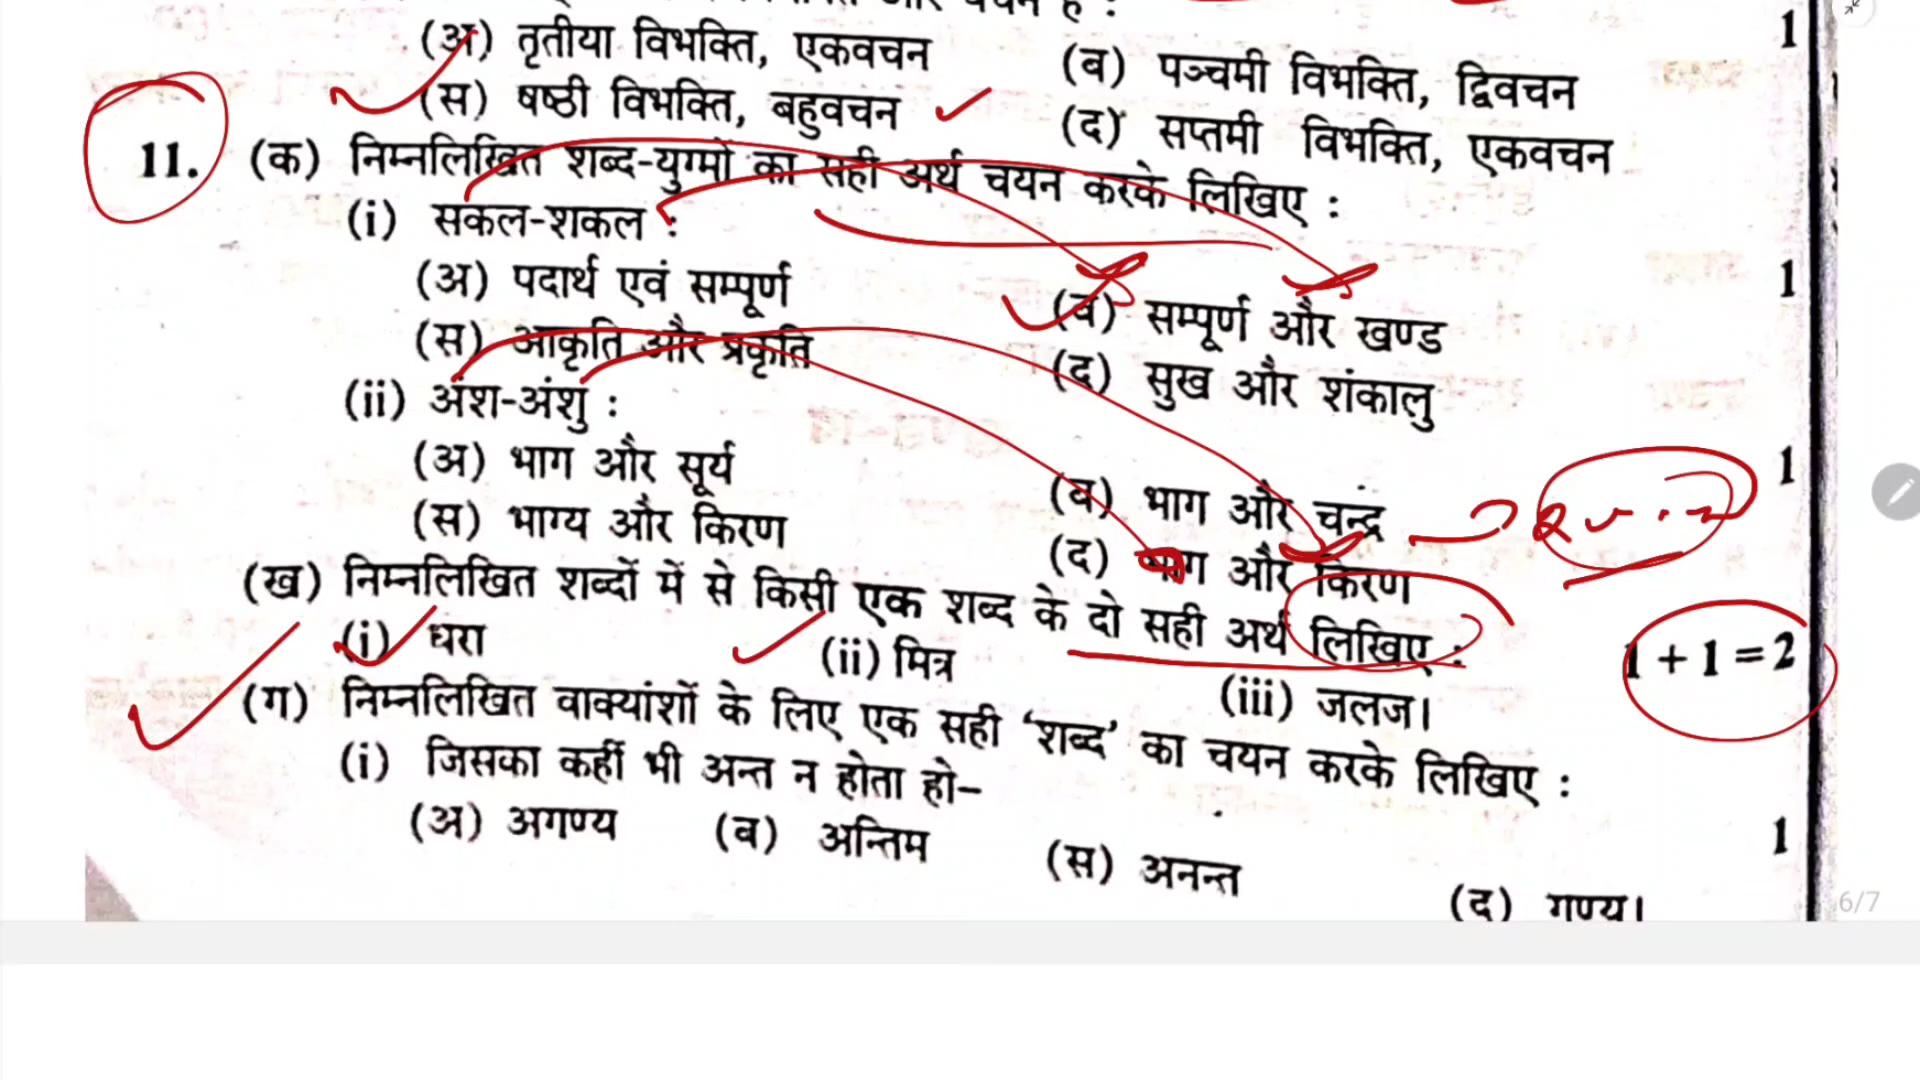 (अ) तृतीया विभक्ति, एकवचन (ब) पञ्चमी विभक्ति, द्विवचन 1
(स) षष्ठी विभक्ति, बहुवचन (द) सप्तमी विभक्ति, एकवचन
11. (क) निम्नलिखित शब्द-युग्मों का सही अर्थ चयन करके लिखिए :
(i) सकल-शकल : 1
(अ) पदार्थ एवं सम्पूर्ण (ब) सम्पूर्ण और खण्ड
(स) आकृति और प्रकृति (द) सुख और शंकालु
(ii) अंश-अंशु : 1
(अ) भाग और सूर्य (ब) भाग और चन्द्र
(स) भाग्य और किरण (द) भाग और किरण
(ख) निम्नलिखित शब्दों में से किसी एक शब्द के दो सही अर्थ लिखिए : 1+1=2
(i) धरा (ii) मित्र (iii) जलज।
(ग) निम्नलिखित वाक्यांशों के लिए एक सही ‘शब्द’ का चयन करके लिखिए :
(i) जिसका कहीं भी अन्त न होता हो– 1
(अ) अगण्य (ब) अन्तिम (स) अनन्त (द) गण्य।
6/7